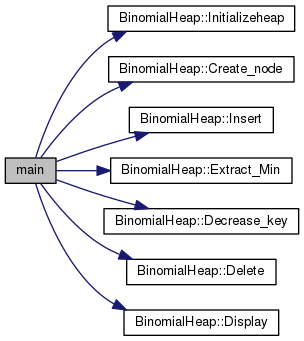 BinomialHeap::Initializeheap
BinomialHeap::Create_node
BinomialHeap::Insert
main
BinomialHeap::Extract_Min
BinomialHeap::Decrease_key
BinomialHeap::Delete
BinomialHeap::Display